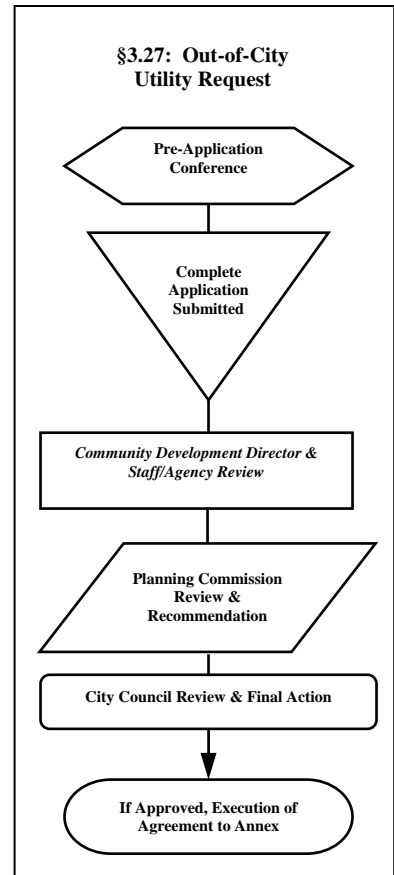 §3.27: Out-of-City
Utility Request
Pre-Application
Conference
Complete
Application
Submitted
Community Development Director &
Staff/Agency Review
Planning Commission
Review &
Recommendation
City Council Review & Final Action
If Approved, Execution of
Agreement to Annex